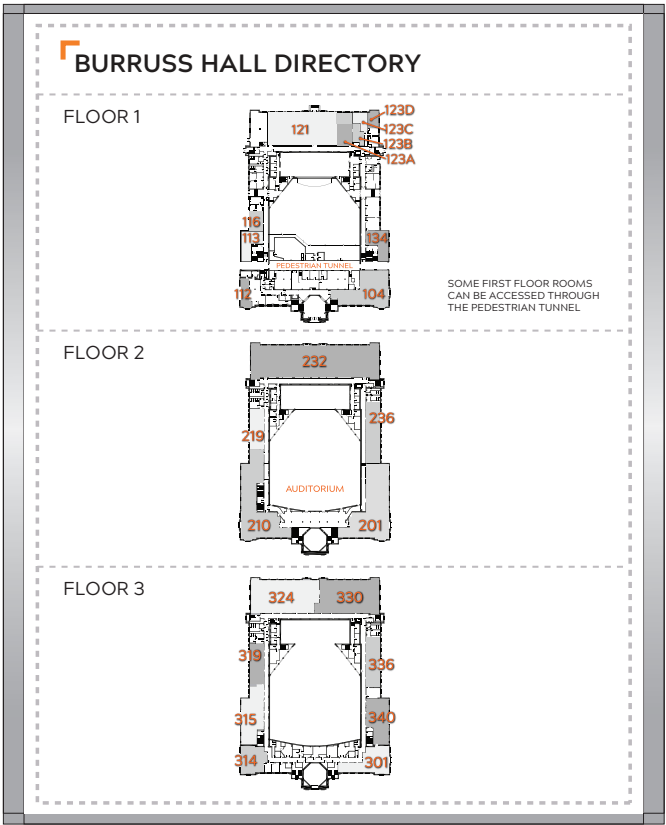 BURRUSS HALL DIRECTORY
FLOOR 1
121
123D
123C
123B
123A
116
113
134
PEDESTRIAN TUNNEL
112
104
SOME FIRST FLOOR ROOMS
CAN BE ACCESSED THROUGH
THE PEDESTRIAN TUNNEL
FLOOR 2
232
219
236
AUDITORIUM
210
201
FLOOR 3
324
330
319
336
315
340
314
301